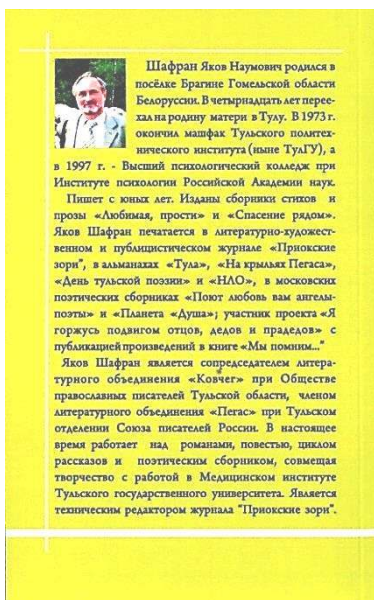 Шафран Яков Наумович родился в
посёлке Брагине Гомельской области
Белоруссии. В четырнадцать лет перее-
хал на родину матери в Тулу. В 1973 г.
окончил машфак Тульского политех-
нического института (ныне ТулГУ), а
в 1997 г. - Высший психологический колледж при
Институте психологии Российской Академии наук.
Пишет с юных лет. Изданы сборники стихов и
прозы «Любимая, прости» и «Спасение рядом».
Яков Шафран печатается в литературно-художест-
венном и публицистическом журнале «Приокские
зори", в альманахах «Тула», «На крыльях Пегаса»,
«День тульской поэзии» и «НЛО», в московских
поэтических сборниках «Поют любовь вам ангелы-
поэты» и «Планета «Душа»; участник проекта «Я
горжусь подвигом отцов, дедов и прадедов» с
публикацией произведений в книге «Мы помним..."
Яков Шафран является сопредседателем литера-
турного объединения «Ковчег» при Обществе
православных писателей Тульской области, членом
литературного объединения «Пегас» при Тульском
отделении Союза писателей России. В настоящее
время работает над романами, повестью, циклом
рассказов и поэтическим сборником, совмещая
творчество с работой в Медицинском институте
Тульского государственного университета. Является
техническим редактором журнала "Приокские зори".